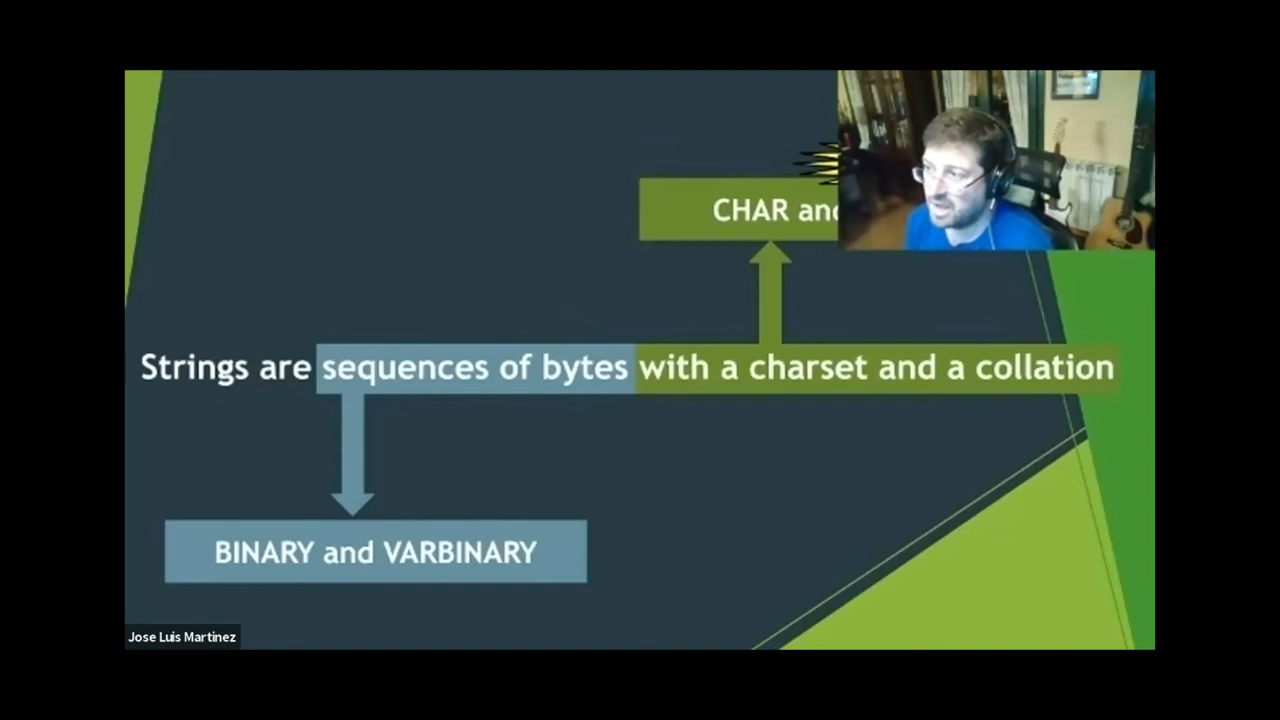 CHAR and
Strings are sequences of bytes with a charset and a collation
BINARY and VARBINARY
Jose Luis Martinez